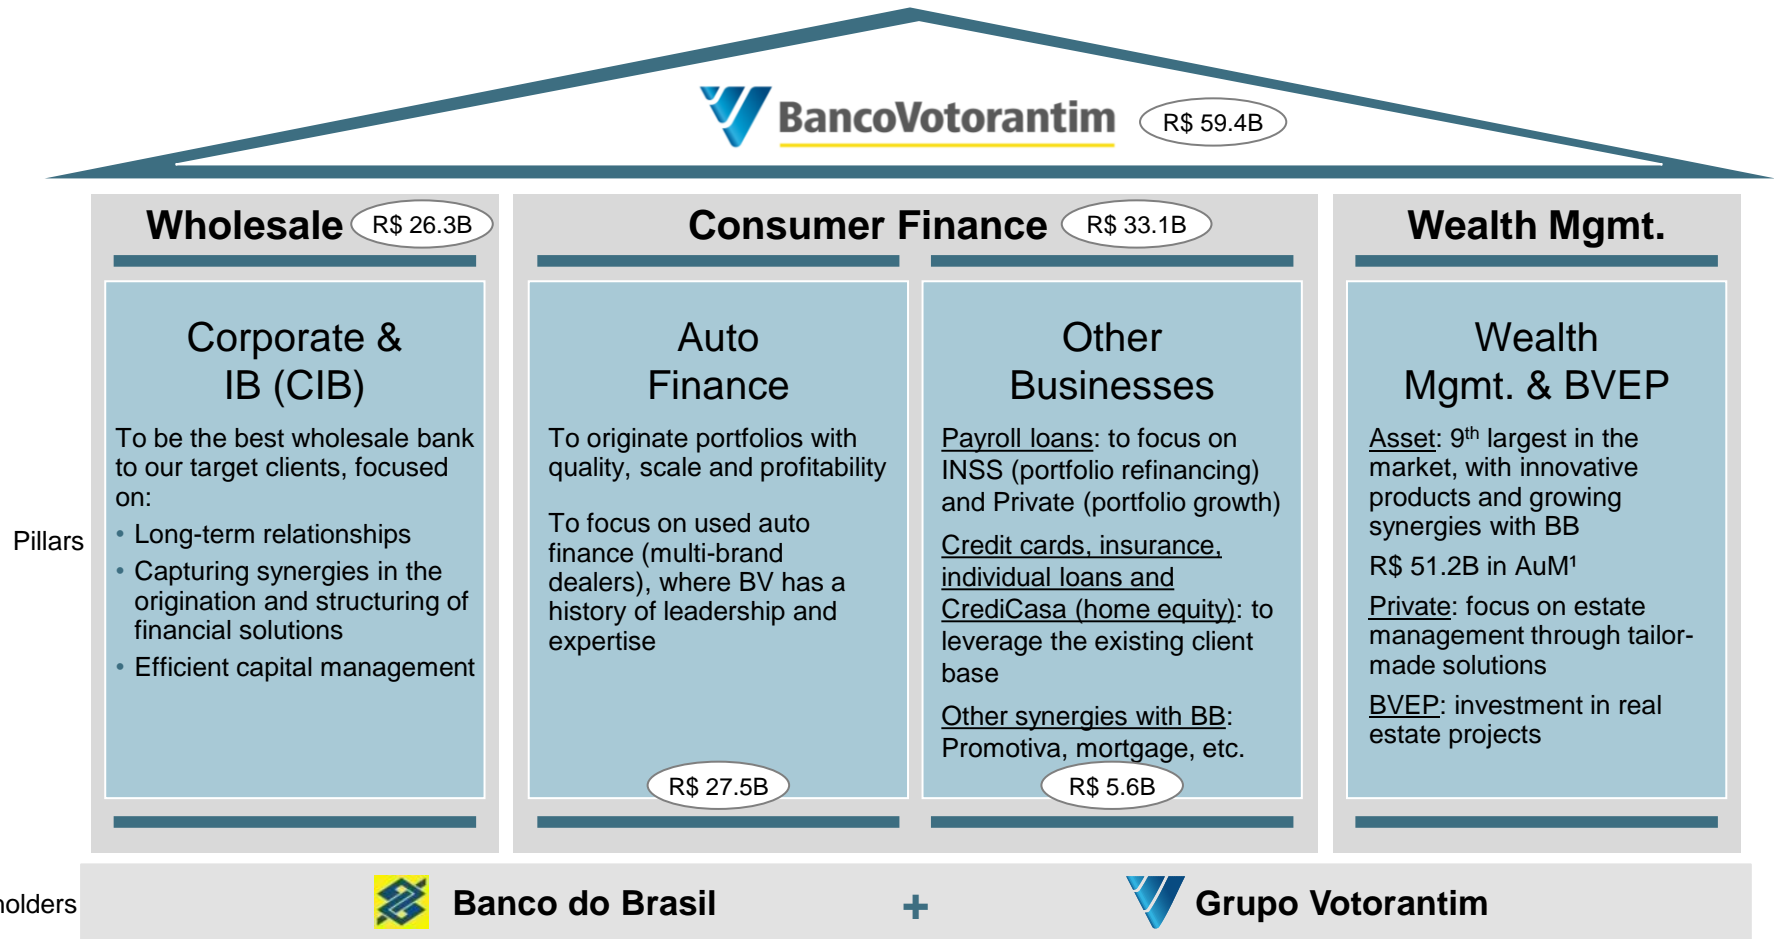 BancoVotorantim
R$ 59.4B
Wholesale
R$ 26.3B
Consumer Finance
R$ 33.1B
Wealth Mgmt.
Pillars
Corporate &
IB (CIB)
To be the best wholesale bank
to our target clients, focused
on:
• Long-term relationships
• Capturing synergies in the
origination and structuring of
financial solutions
• Efficient capital management
Auto
Finance
To originate portfolios with
quality, scale and profitability
To focus on used auto
finance (multi-brand
dealers), where BV has a
history of leadership and
expertise
R$ 27.5B
Other
Businesses
Payroll loans: to focus on
INSS (portfolio refinancing)
and Private (portfolio growth)
Credit cards, insurance,
individual loans and
CrediCasa (home equity): to
leverage the existing client
base
Other synergies with BB:
Promotiva, mortgage, etc.
R$ 5.6B
Wealth
Mgmt. & BVEP
Asset: 9th largest in the
market, with innovative
products and growing
synergies with BB
R$ 51.2B in AuM¹
Private: focus on estate
management through tailor-
made solutions
BVEP: investment in real
estate projects
holders
Banco do Brasil
+
Grupo Votorantim